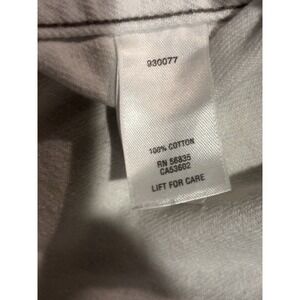 930077
100% COTTON
RN 56835
CA53602
LIFT FOR CARE